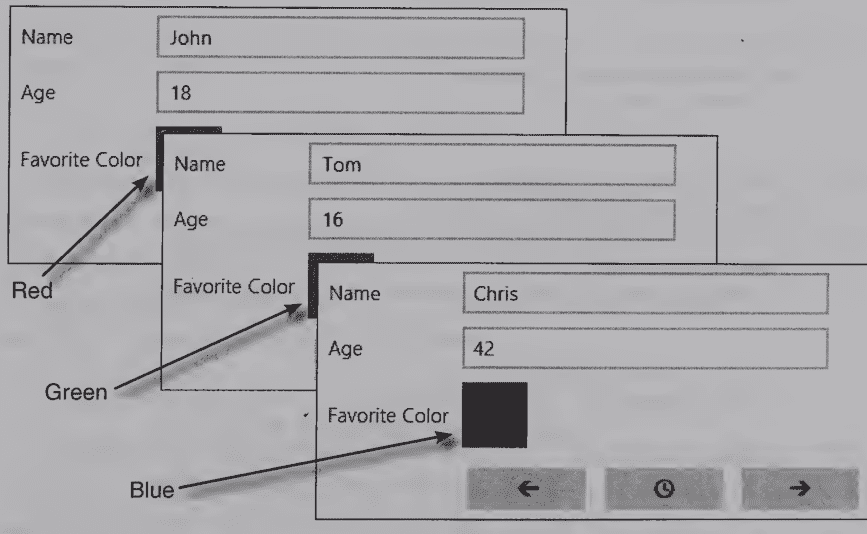 Name John
Age 18
Favorite Color
Red
Name Tom
Age 16
Favorite Color
Green
Name Chris
Age 42
Favorite Color
Blue